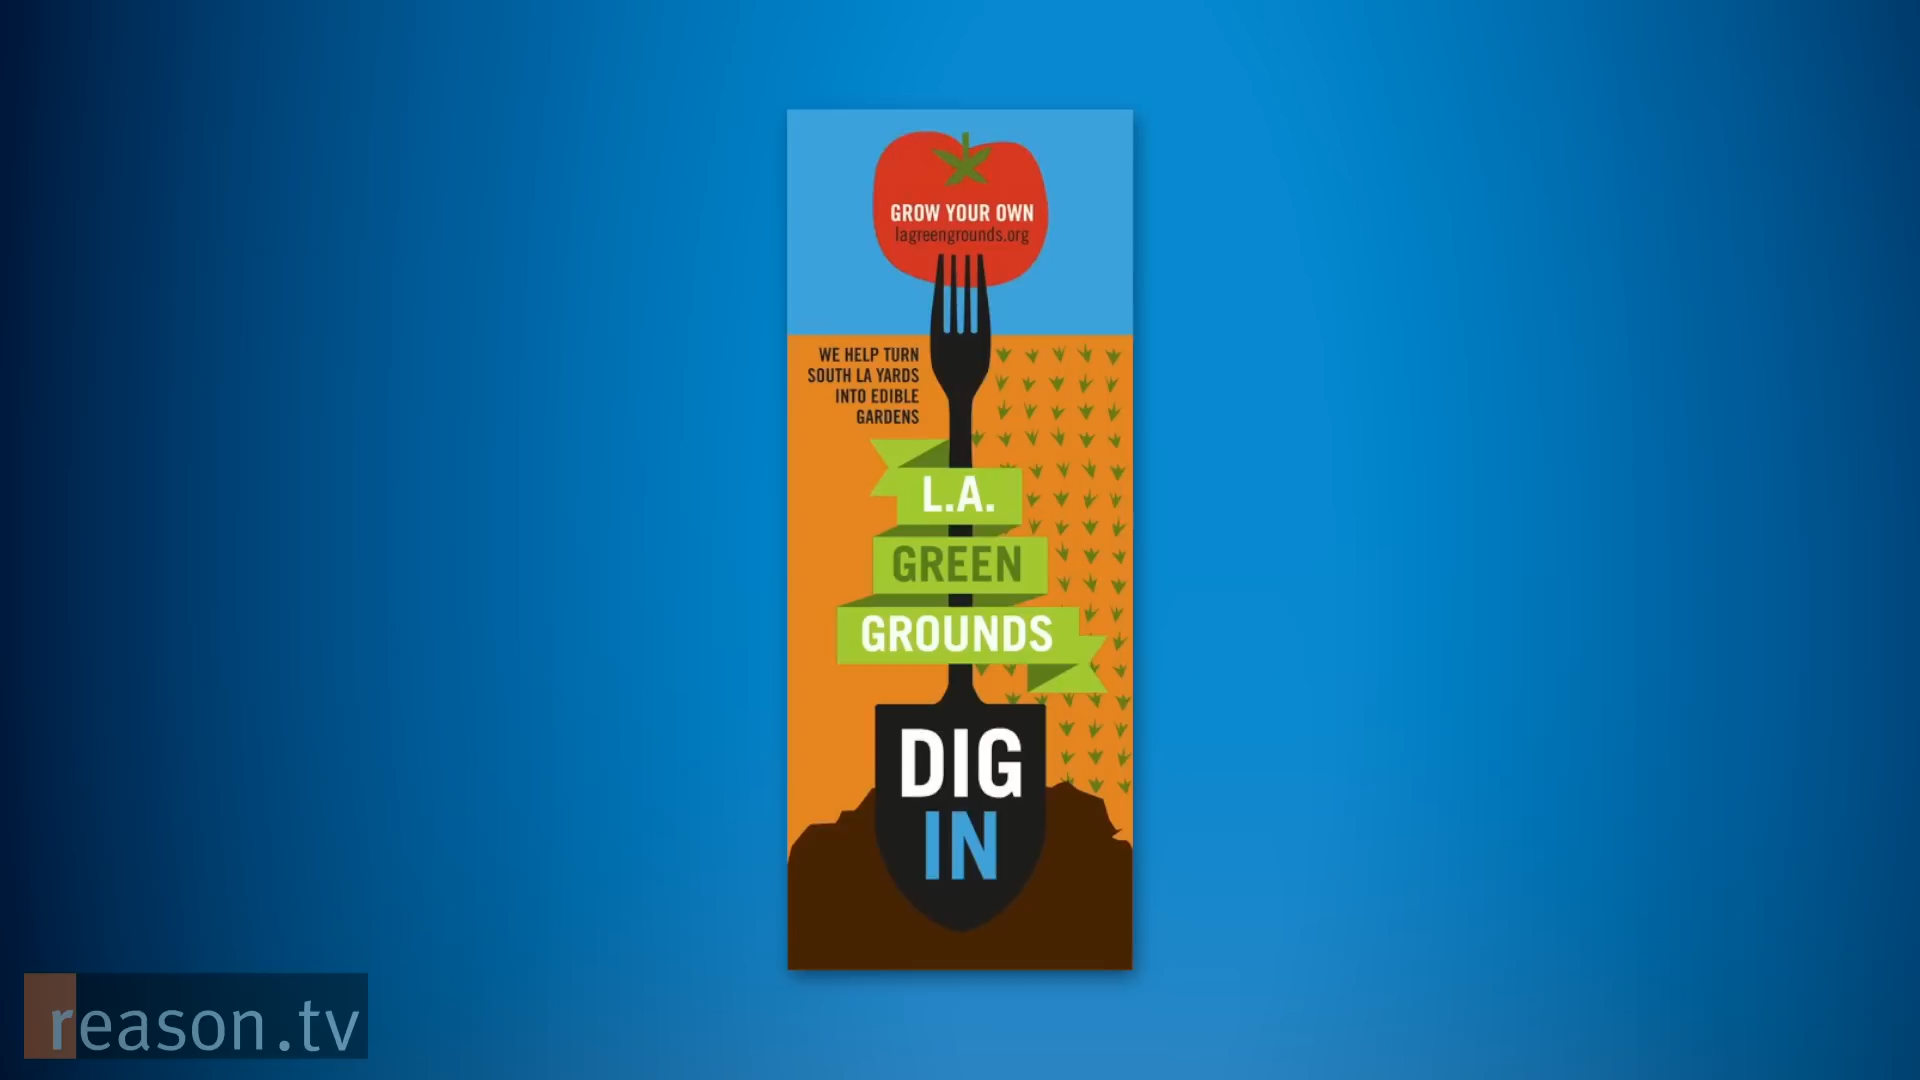 GROW YOUR OWN
lagreengrounds.org
WE HELP TURN
SOUTH LA YARDS
INTO EDIBLE
GARDENS
L.A.
GREEN
GROUNDS
DIG
IN
reason.tv